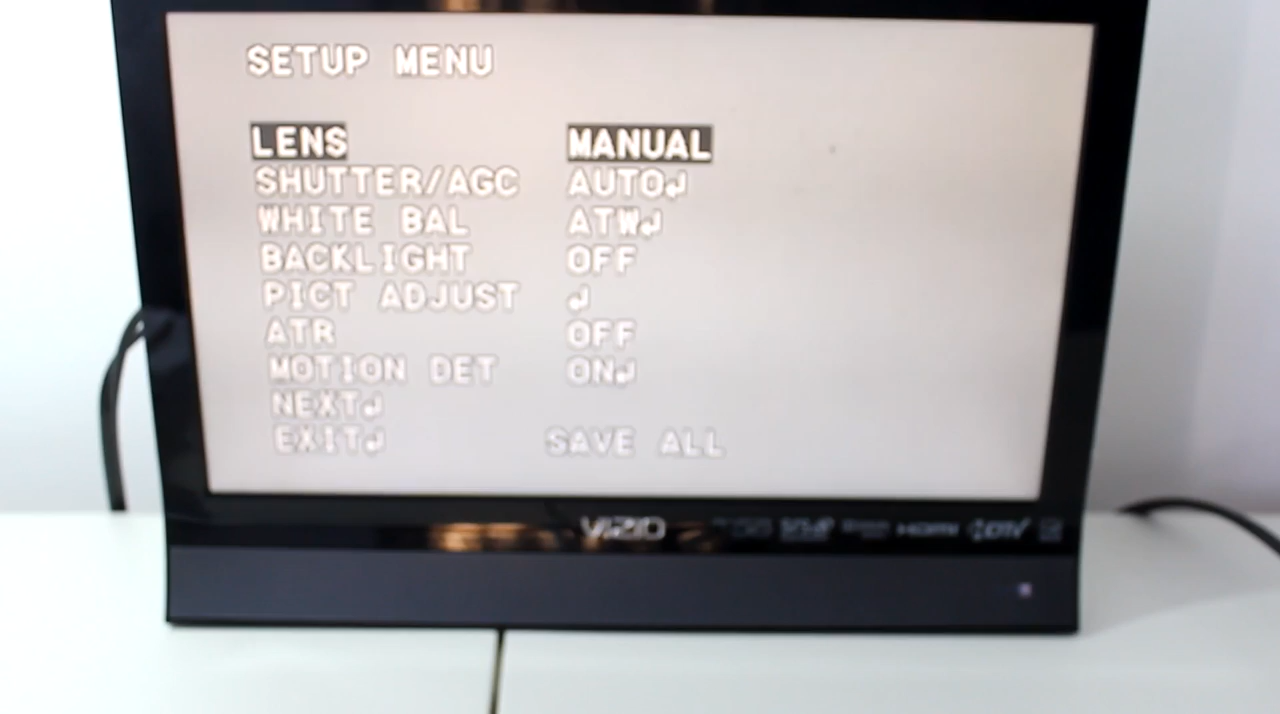 SETUP MENU
LENS MANUAL
SHUTTER/AGC AUTO↲
WHITE BAL ATW↲
BACKLIGHT OFF
PICT ADJUST ↲
ATR OFF
MOTION DET ON↲
NEXT↲
EXIT↲ SAVE ALL
VIZIO
HDMI DTV